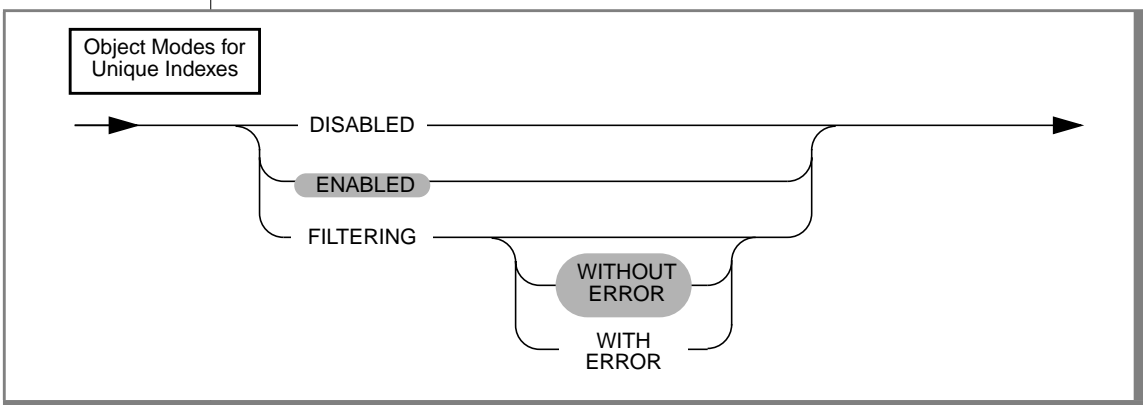 Object Modes for
Unique Indexes
DISABLED
ENABLED
FILTERING
WITHOUT
ERROR
WITH
ERROR